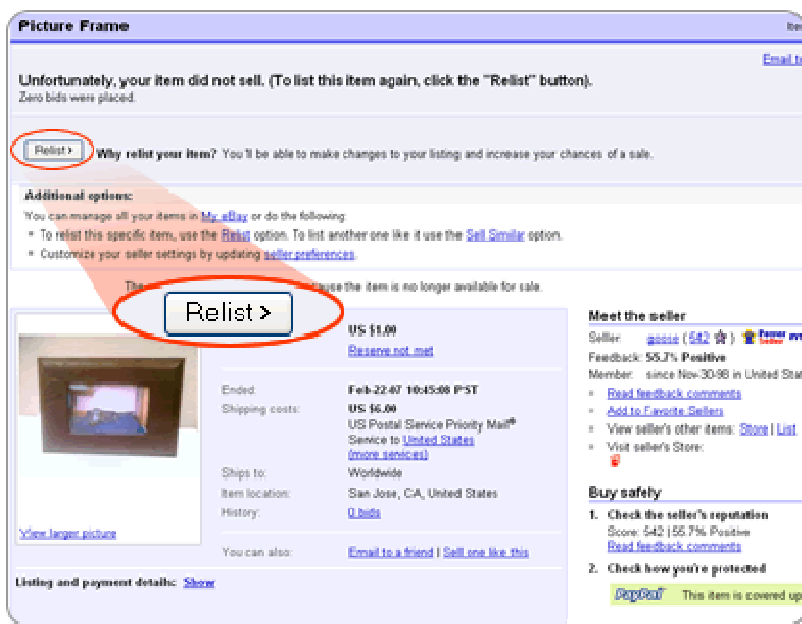 Picture Frame
Email to
Unfortunately, your item did not sell. (To list this item again, click the "Relist" button).
Zero bids were placed.
Relist >
Why relist your item? You'll be able to make changes to your listing and increase your chances of a sale.
Additional options:
You can manage all your items in My eBay or do the following:
To relist this specific item, use the Relist option. To list another one like it use the Sell Similar option.
Customize your seller settings by updating seller preferences.
the item is no longer available for sale.
Relist >
US $1.00
Reserve not met
Ended:
Feb-22-07 10:45:08 PST
Shipping costs:
US $6.00
US Postal Service Priority Mail®
Service to United States
(more services)
Ships to:
Worldwide
Item location:
San Jose, CA, United States
History:
0 bids
You can also:
Email to a friend | Sell one like this
View larger picture
Listing and payment details: Show
Meet the seller
Seller:
( 542 )
Feedback: 55.7% Positive
Member: since Nov-30-98 in United Stat
Read feedback comments
Add to Favorite Sellers
View seller's other items: Store | List
Visit seller's Store:
Buy safely
1. Check the seller's reputation
Score: 542 | 55.7% Positive
Read feedback comments
2. Check how you're protected
PayPal This item is covered up